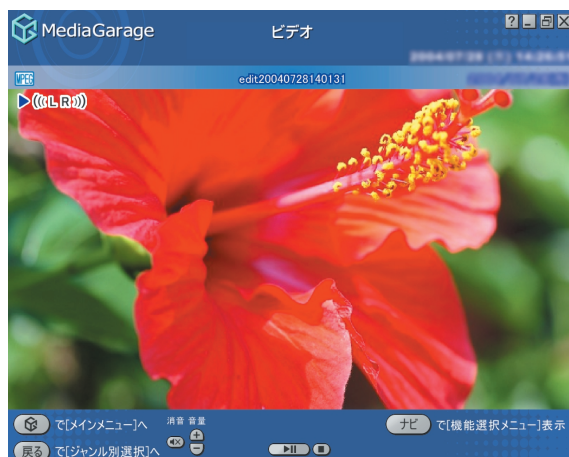 MediaGarage
ビデオ
MPEG
edit20040728140131
(((L R)))
で[メインメニュー]へ
消音 音量
ナビ で[機能選択メニュー]表示
戻る で[ジャンル別選択]へ